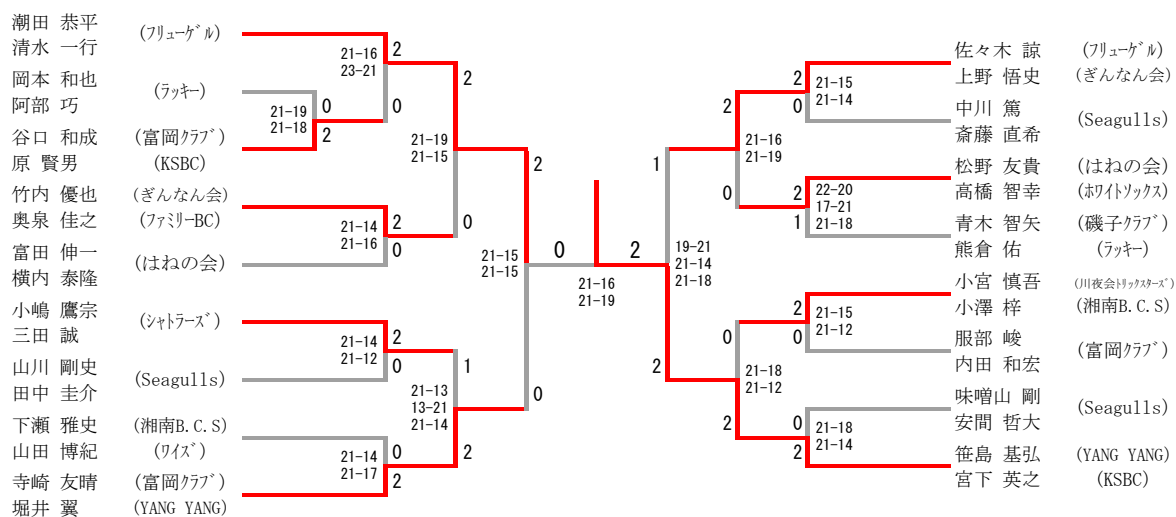 潮田 恭平
清水 一行
(フリューゲル)
岡本 和也
阿部 巧
(ラッキー)
谷口 和成
(富岡クラブ)
原 賢男
(KSBC)
竹内 優也
(ぎんなん会)
奥泉 佳之
(ファミリーBC)
富田 伸一
横内 泰隆
(はねの会)
小嶋 鷹宗
三田 誠
(シャトラーズ)
山川 剛史
田中 圭介
(Seagulls)
下瀬 雅史
(湘南B.C.S)
山田 博紀
(ワイズ)
寺崎 友晴
(富岡クラブ)
堀井 翼
(YANG YANG)
21-16
23-21
2
0
21-19
21-18
0
2
21-14
21-16
2
0
21-14
21-12
2
0
21-14
21-17
0
2
21-19
21-15
2
0
21-13
13-21
21-14
1
2
21-15
21-15
2
0
0
2
21-16
21-19
19-21
21-14
21-18
1
2
21-16
21-19
2
0
21-18
21-12
0
2
2
0
21-15
21-14
2
1
22-20
17-21
21-18
2
0
21-15
21-12
0
2
21-18
21-14
佐々木 諒
(フリューゲル)
上野 悟史
(ぎんなん会)
中川 篤
斎藤 直希
(Seagulls)
松野 友貴
(はねの会)
高橋 智幸
(ホワイトソックス)
青木 智矢
(磯子クラブ)
熊倉 佑
(ラッキー)
小宮 慎吾
(川夜会トリックスターズ)
小澤 梓
(湘南B.C.S)
服部 峻
内田 和宏
(富岡クラブ)
味噌山 剛
安間 哲大
(Seagulls)
笹島 基弘
(YANG YANG)
宮下 英之
(KSBC)